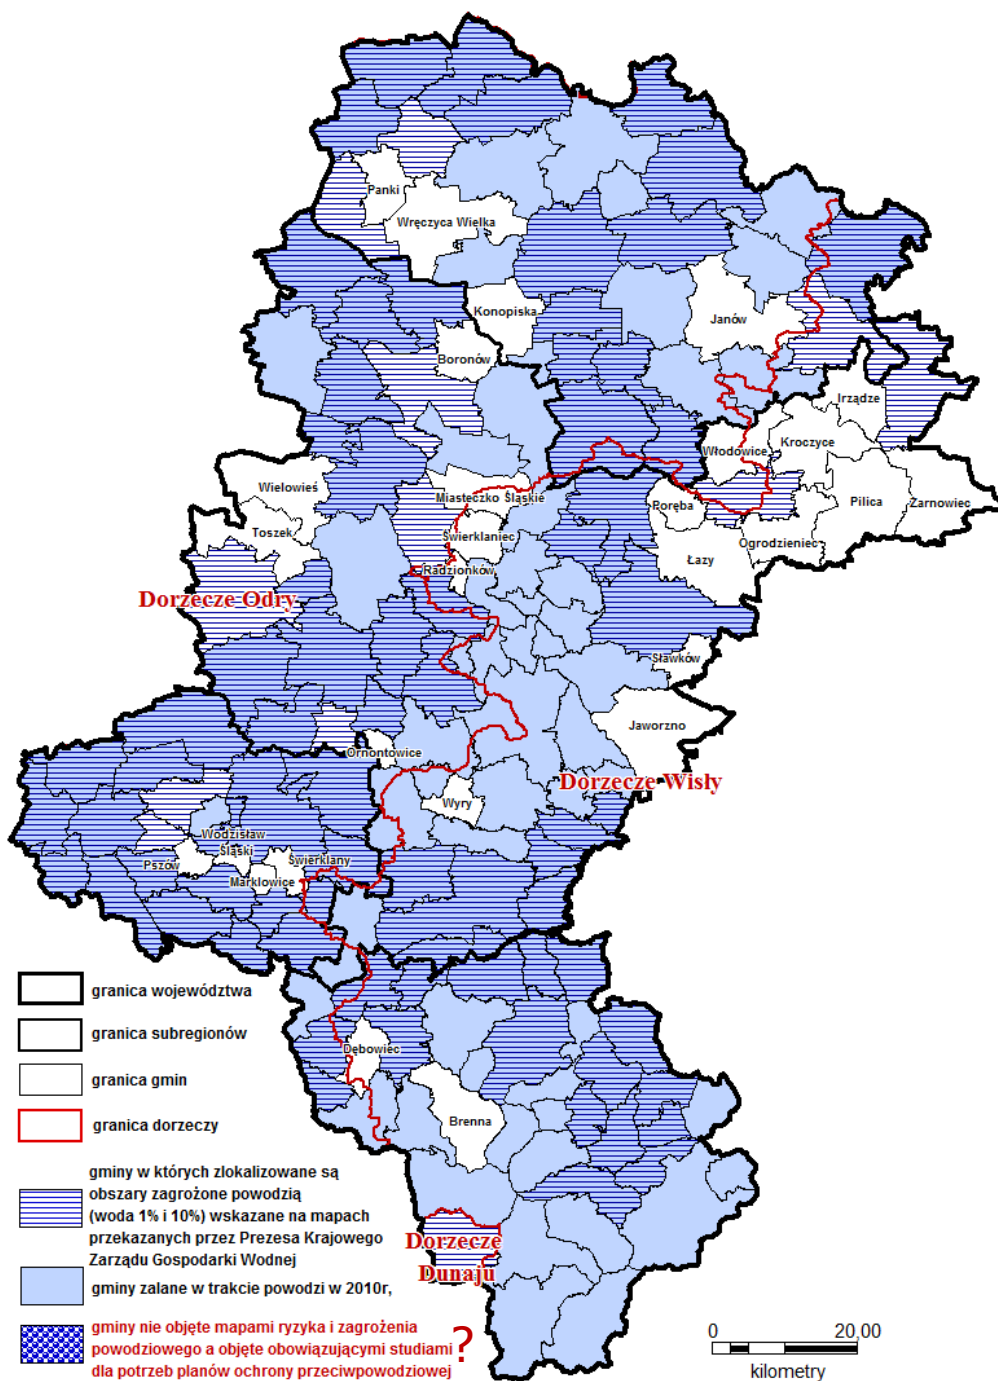 Panki
Wręczyca Wielka
Konopiska
Janów
Boronów
Irządze
Włodowice
Kroczyce
Wielowieś
Miasteczko Śląskie
Pilica
Żarnowiec
Poręba
Toszek
Świerklaniec
Ogrodzieniec
Łazy
Radzionków
Dorzecze Odry
Sławków
Jaworzno
Ornontowice
Dorzecze Wisły
Wyry
Wodzisław
Śląski
Pszów
Świerklany
Marklowice
granica województwa
granica subregionów
Dębowiec
granica gmin
Brenna
granica dorzeczy
gminy w których zlokalizowane są
obszary zagrożone powodzią
(woda 1% i 10%) wskazane na mapach
przekazanych przez Prezesa Krajowego
Zarządu Gospodarki Wodnej
Dorzecze
Dunaju
gminy zalane w trakcie powodzi w 2010r,
gminy nie objęte mapami ryzyka i zagrożenia
powodziowego a objęte obowiązującymi studiami
dla potrzeb planów ochrony przeciwpowodziowej
?
0 20,00
kilometry